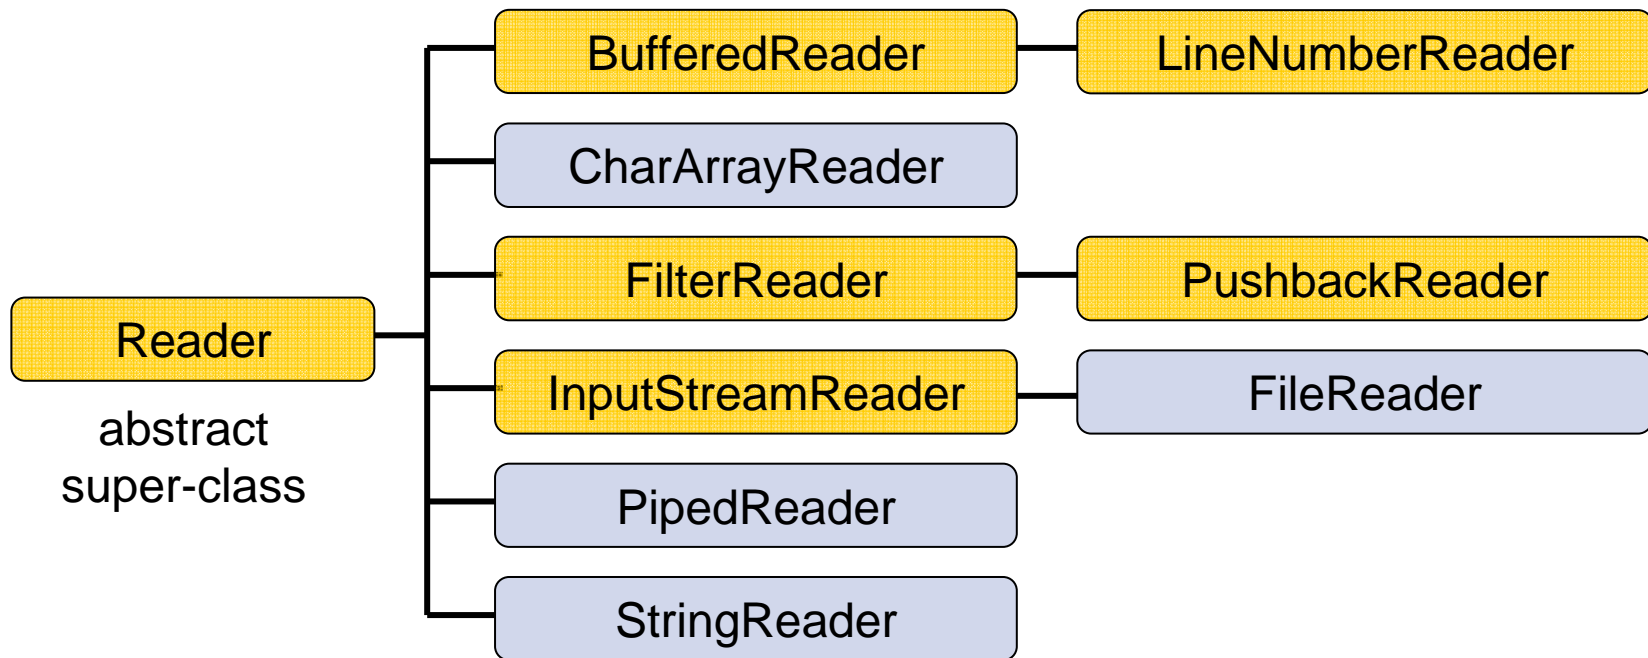 BufferedReader
LineNumberReader
CharArrayReader
FilterReader
PushbackReader
Reader
InputStreamReader
FileReader
abstract
super-class
PipedReader
StringReader